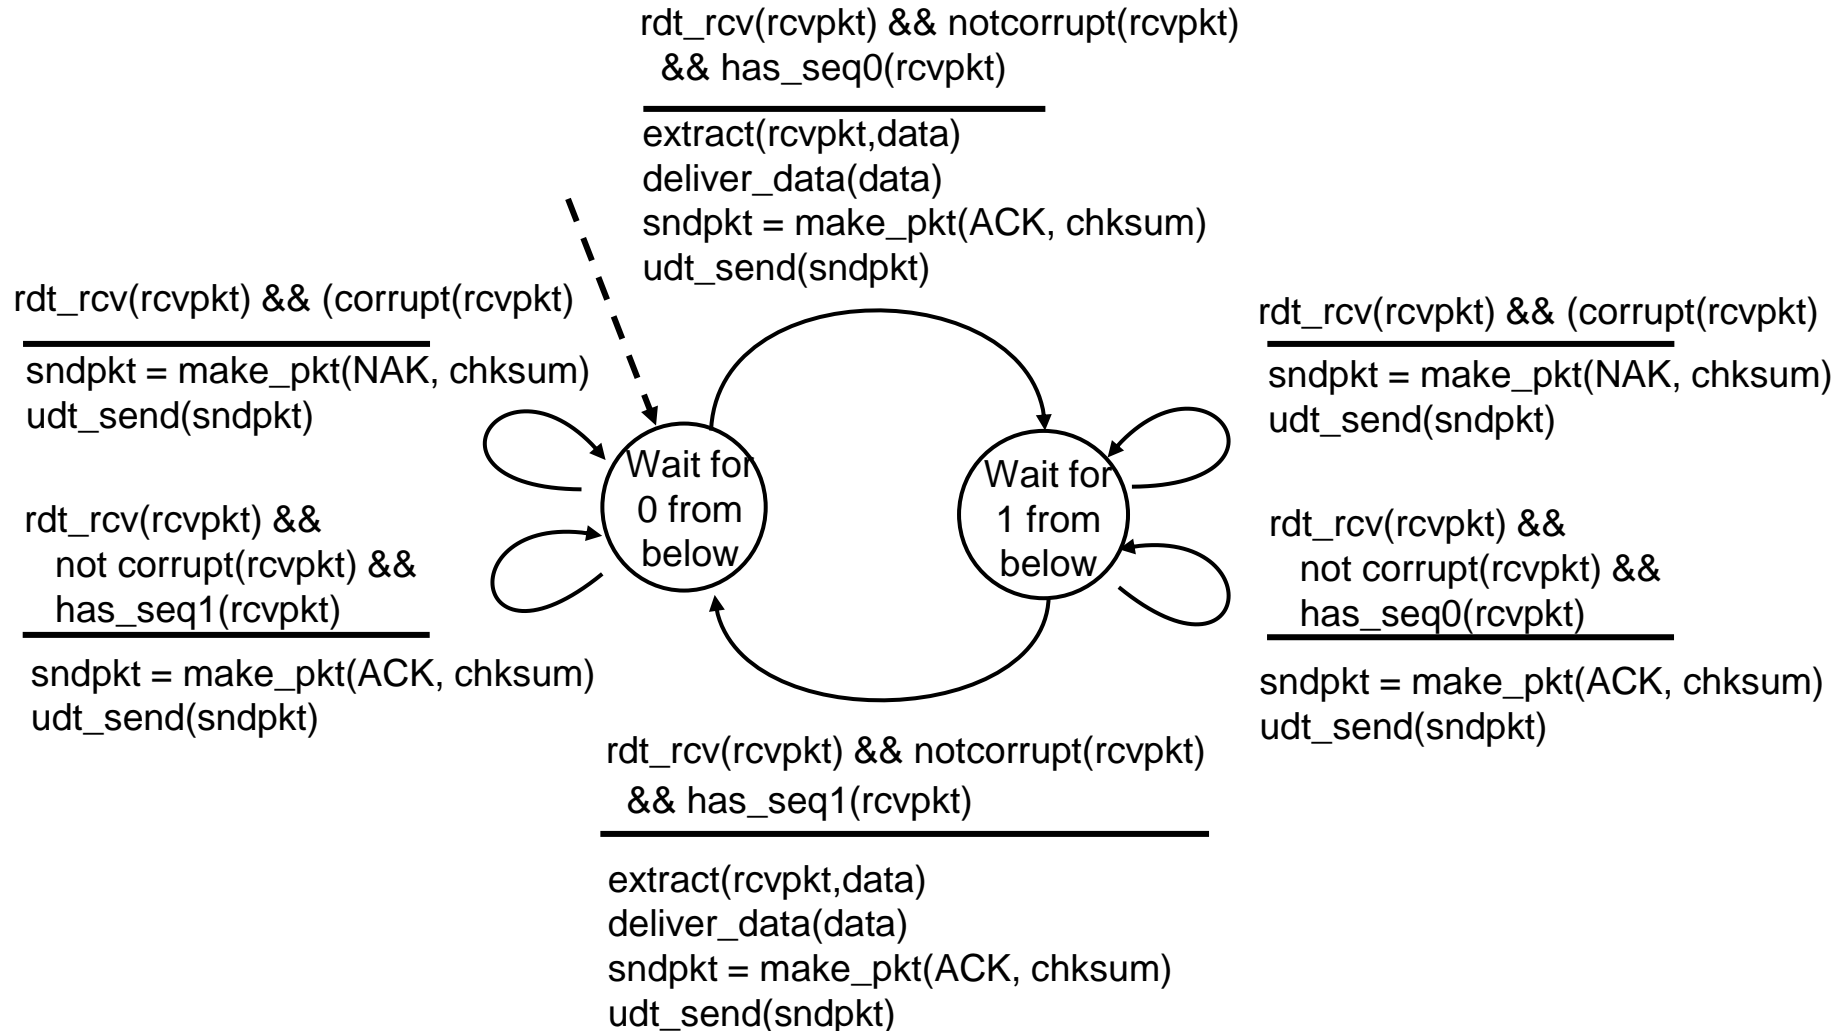 rdt_rcv(rcvpkt) && notcorrupt(rcvpkt)
&& has_seq0(rcvpkt)
extract(rcvpkt,data)
deliver_data(data)
sndpkt = make_pkt(ACK, chksum)
udt_send(sndpkt)
rdt_rcv(rcvpkt) && (corrupt(rcvpkt)
sndpkt = make_pkt(NAK, chksum)
udt_send(sndpkt)
rdt_rcv(rcvpkt) &&
not corrupt(rcvpkt) &&
has_seq1(rcvpkt)
sndpkt = make_pkt(ACK, chksum)
udt_send(sndpkt)
Wait for
0 from
below
Wait for
1 from
below
rdt_rcv(rcvpkt) && (corrupt(rcvpkt)
sndpkt = make_pkt(NAK, chksum)
udt_send(sndpkt)
rdt_rcv(rcvpkt) &&
not corrupt(rcvpkt) &&
has_seq0(rcvpkt)
sndpkt = make_pkt(ACK, chksum)
udt_send(sndpkt)
rdt_rcv(rcvpkt) && notcorrupt(rcvpkt)
&& has_seq1(rcvpkt)
extract(rcvpkt,data)
deliver_data(data)
sndpkt = make_pkt(ACK, chksum)
udt_send(sndpkt)